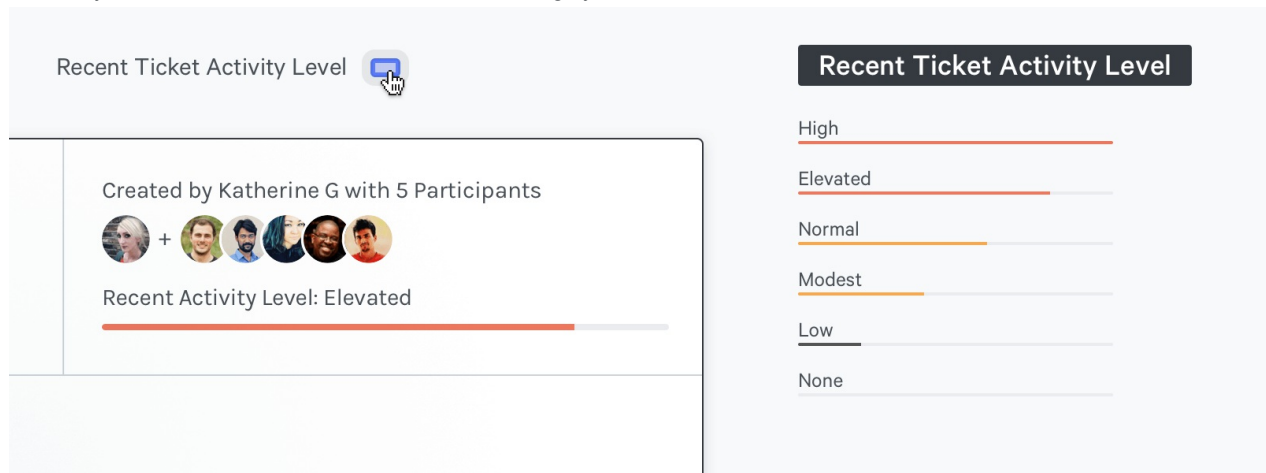 Recent Ticket Activity Level
Created by Katherine G with 5 Participants
+
Recent Activity Level: Elevated
Recent Ticket Activity Level
High
Elevated
Normal
Modest
Low
None